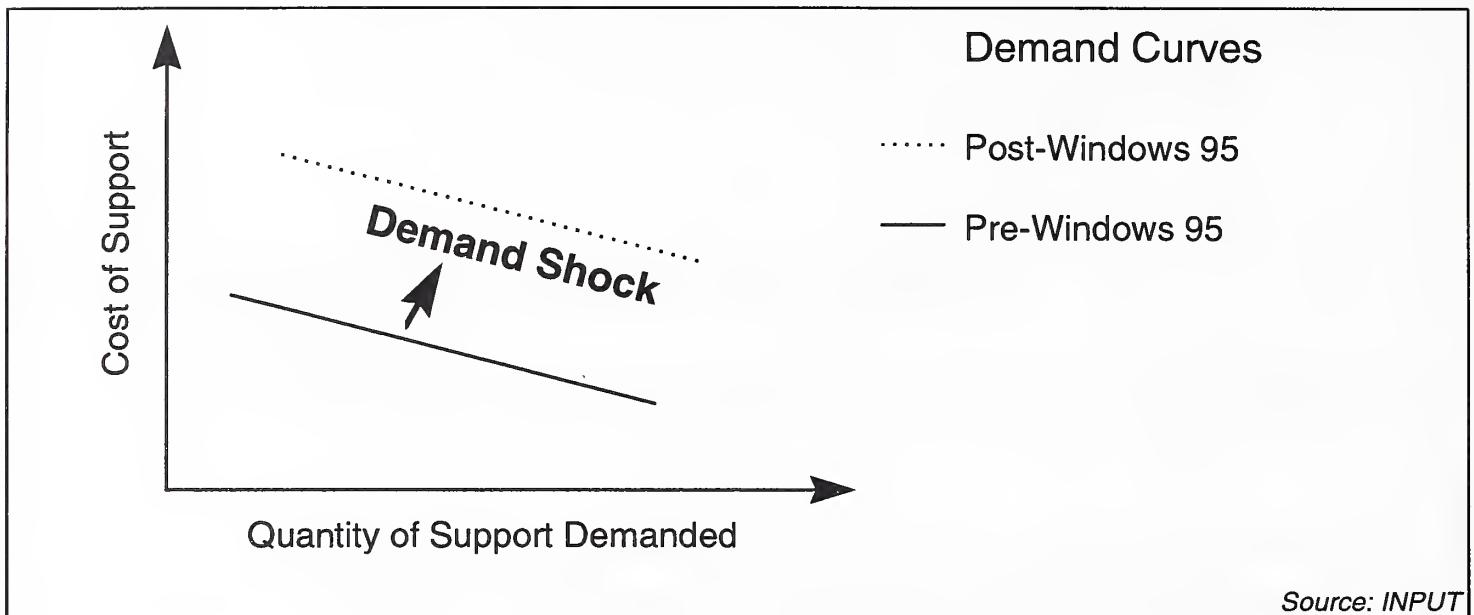 Demand Curves
Post-Windows 95
Pre-Windows 95
Cost of Support
Demand Shock
Quantity of Support Demanded
Source: INPUT